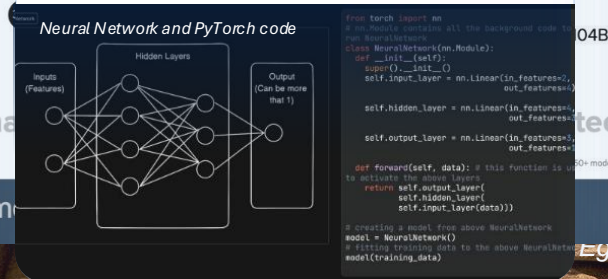 Neural Network and PyTorch code
Hidden Layers
Inputs
(Features)
Output
(Can be more
that 1)
from torch import nn
# nn.Module contains all the background code to
run NeuralNetwork
class NeuralNetwork(nn.Module):
def __init__(self):
super().__init__()
self.input_layer = nn.Linear(in_features=2,
out_features=4)
self.hidden_layer = nn.Linear(in_features=4,
self.output_layer = nn.Linear(in_features=3,
def forward(self, data): # this function is
to activate the above layers
return self.output_layer(
self.hidden_layer(
self.input_layer(data)))
# creating a model from above NeuralNetwork
model = NeuralNetwork()
# fitting training data to the above
model(training_data)